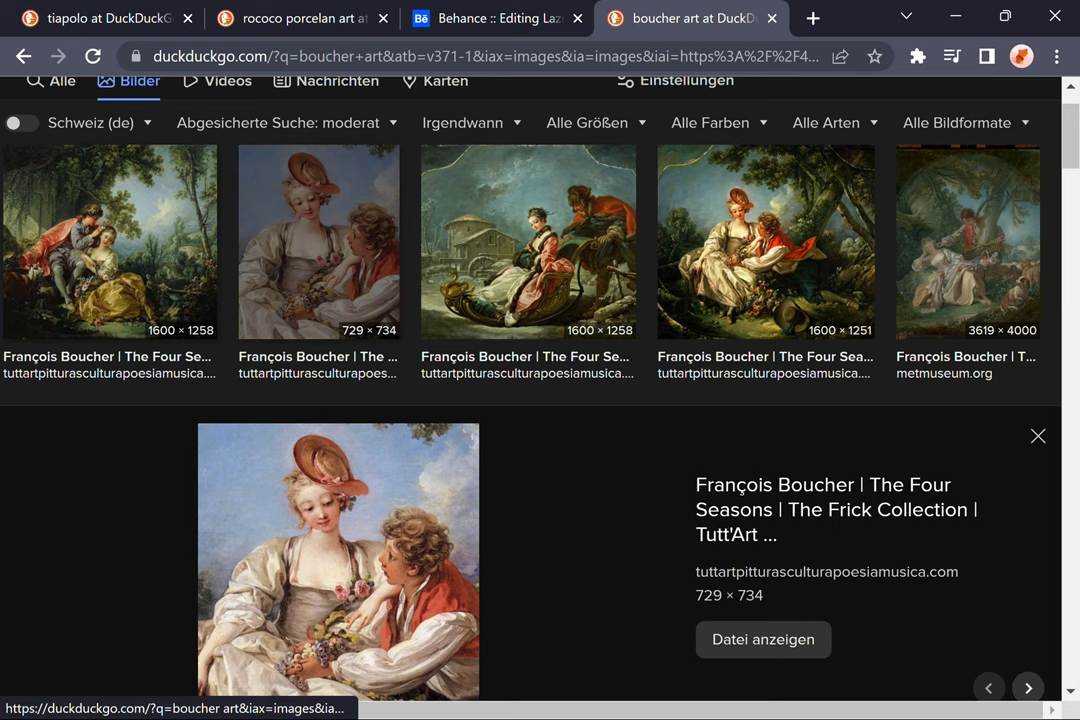 tiapolo at DuckDuckG
rococo porcelan art at
Bē Behance :: Editing Laz
boucher art at DuckD
duckduckgo.com/?q=boucher+art&atb=v371-1&iax=images&ia=images&iai=https%3A%2F%2F4...
Alle Bilder Videos Nachrichten Karten Einstellungen
Schweiz (de) Abgesicherte Suche: moderat Irgendwann Alle Größen Alle Farben Alle Arten Alle Bildformate
1600 × 1258 729 × 734 1600 × 1258 1600 × 1251 3619 × 4000
François Boucher | The Four Se... François Boucher | The ... François Boucher | The Four Se... François Boucher | The Four Sea... François Boucher | T...
tuttartpitturasculturapoesiamusica.... tuttartpitturasculturapoes... tuttartpitturasculturapoesiamusica.... tuttartpitturasculturapoesiamusica.... metmuseum.org
François Boucher | The Four
Seasons | The Frick Collection |
Tutt'Art ...
tuttartpitturasculturapoesiamusica.com
729 × 734
Datei anzeigen
https://duckduckgo.com/?q=boucher art&iax=images&ia...